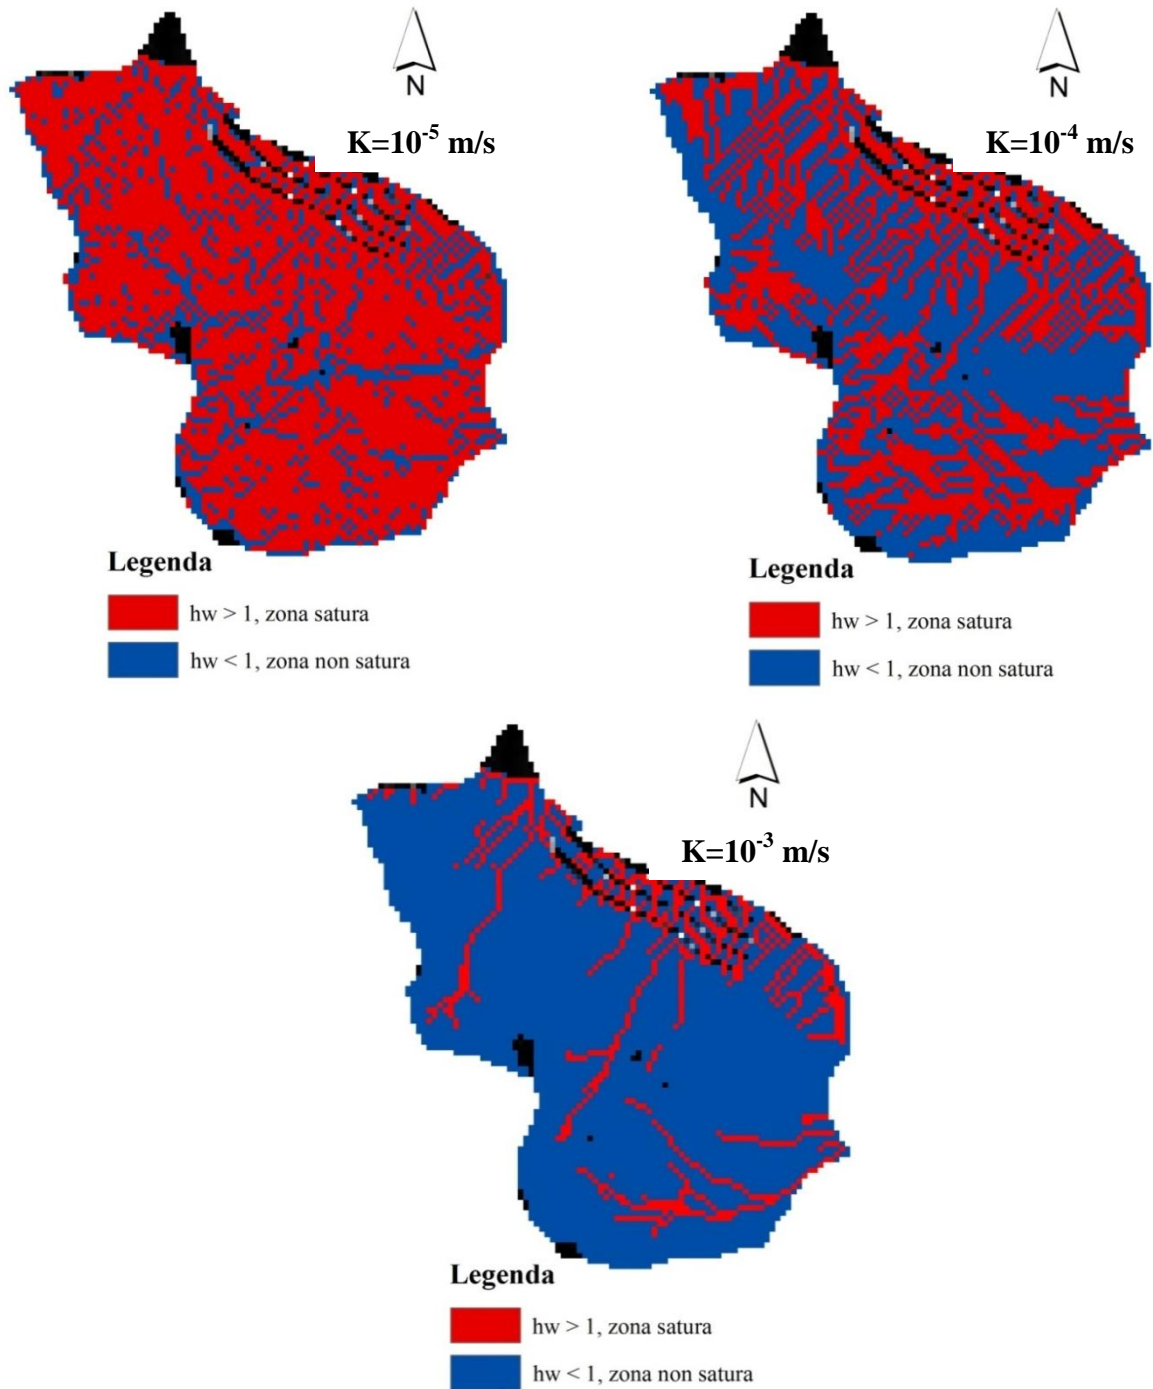 N
K=10⁻⁵ m/s
Legenda
hw > 1, zona satura
hw < 1, zona non satura
N
K=10⁻⁴ m/s
Legenda
hw > 1, zona satura
hw < 1, zona non satura
N
K=10⁻³ m/s
Legenda
hw > 1, zona satura
hw < 1, zona non satura